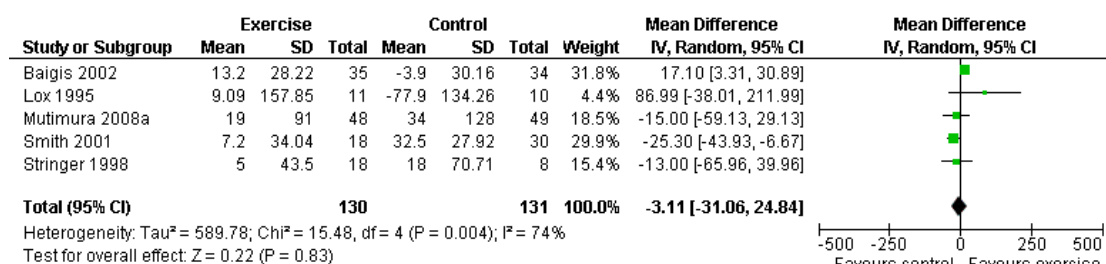 Exercise Control Mean Difference Mean Difference
Study or Subgroup Mean SD Total Mean SD Total Weight IV, Random, 95% CI IV, Random, 95% CI
Baigis 2002 13.2 28.22 35 -3.9 30.16 34 31.8% 17.10 [3.31, 30.89]
Lox 1995 9.09 157.85 11 -77.9 134.26 10 4.4% 86.99 [-38.01, 211.99]
Mutimura 2008a 19 91 48 34 128 49 18.5% -15.00 [-59.13, 29.13]
Smith 2001 7.2 34.04 18 32.5 27.92 30 29.9% -25.30 [-43.93, -6.67]
Stringer 1998 5 43.5 18 18 70.71 8 15.4% -13.00 [-65.96, 39.96]
Total (95% CI) 130 131 100.0% -3.11 [-31.06, 24.84]
Heterogeneity: Tau² = 589.78; Chi² = 15.48, df = 4 (P = 0.004); I² = 74%
Test for overall effect: Z = 0.22 (P = 0.83)
-500 -250 0 250 500
Favours control Favours exercise